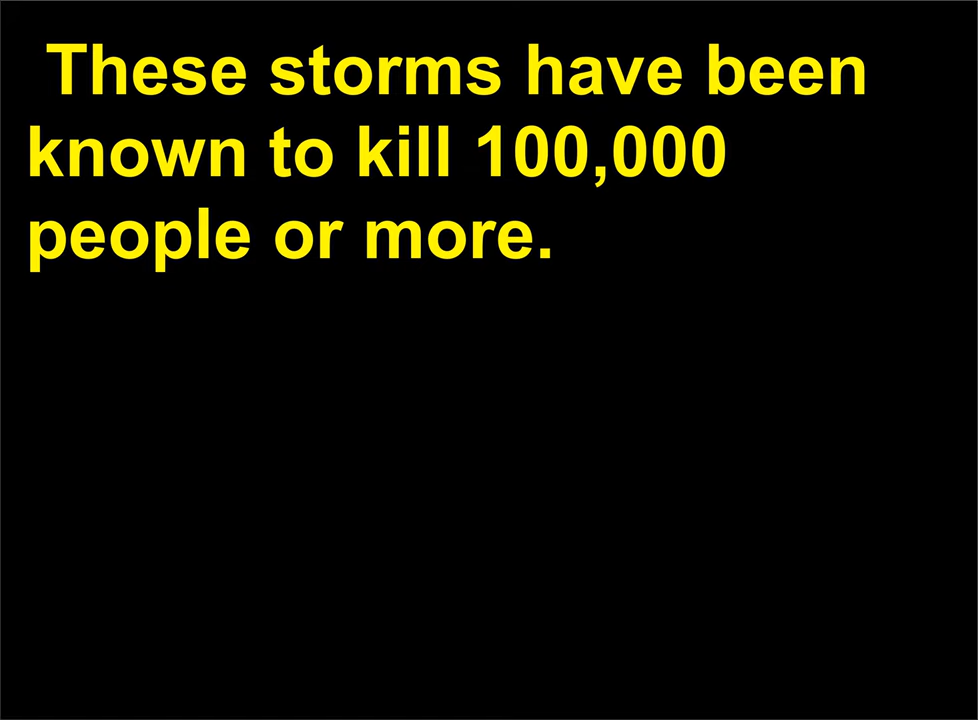 These storms have been
known to kill 100,000
people or more.